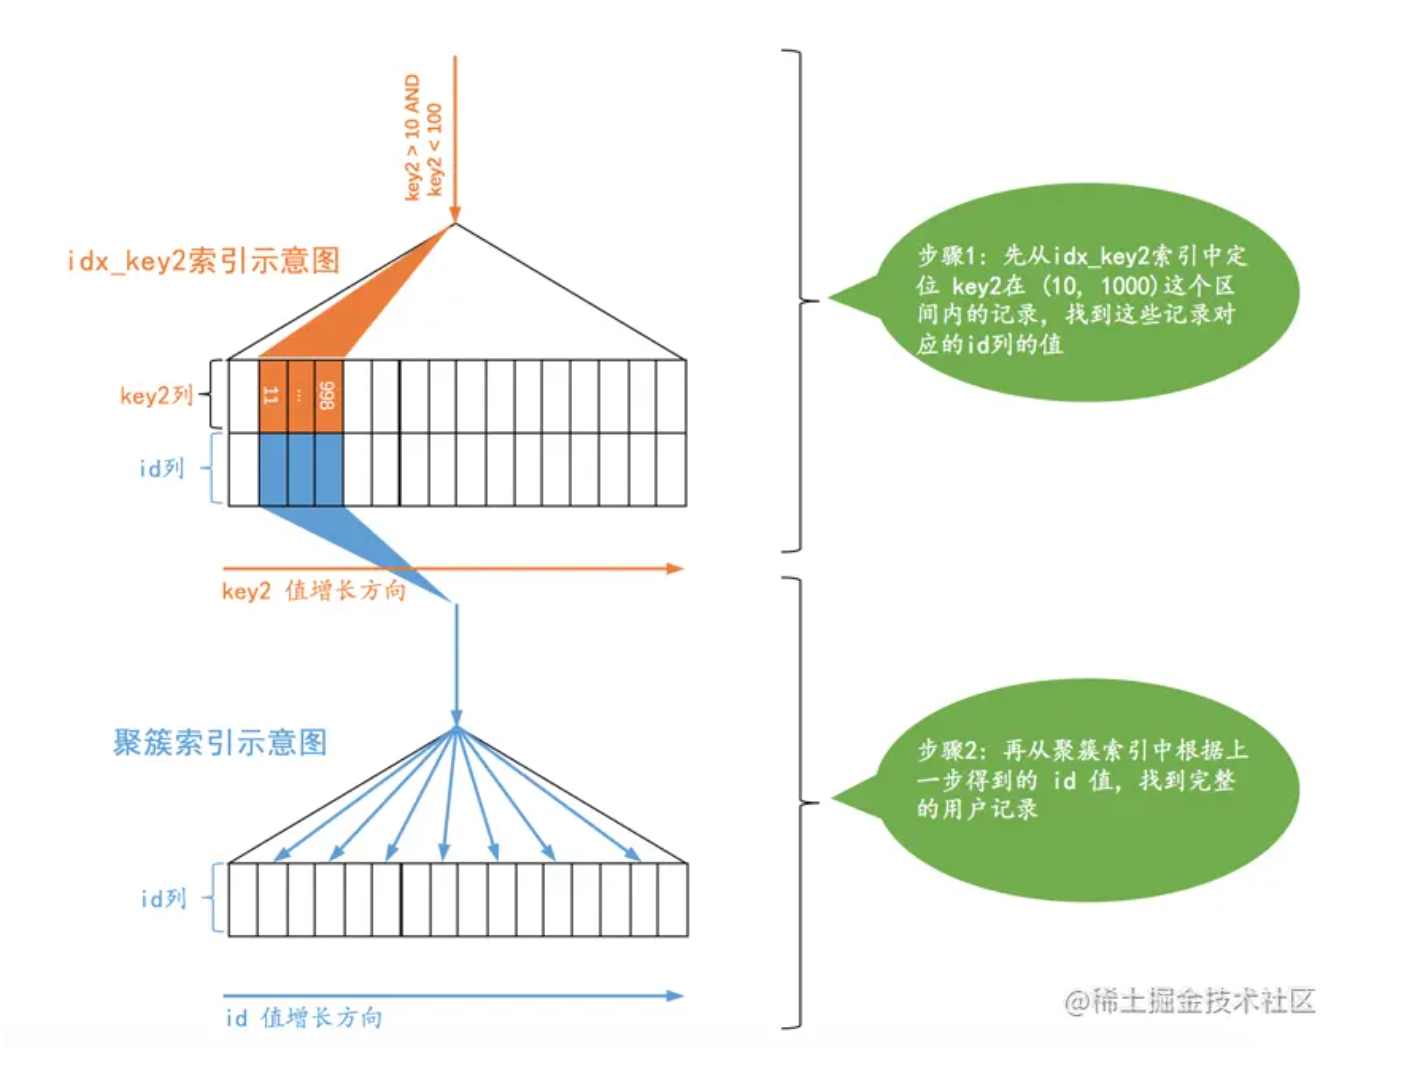 key2 > 10 AND
key2 < 100
idx_key2索引示意图
步骤1：先从idx_key2索引中定
位 key2在 (10, 1000)这个区
间内的记录，找到这些记录对
应的id列的值
key2列
11
...
998
id列
key2 值增长方向
聚簇索引示意图
步骤2：再从聚簇索引中根据上
一步得到的 id 值，找到完整
的用户记录
id列
id 值增长方向
@稀土掘金技术社区